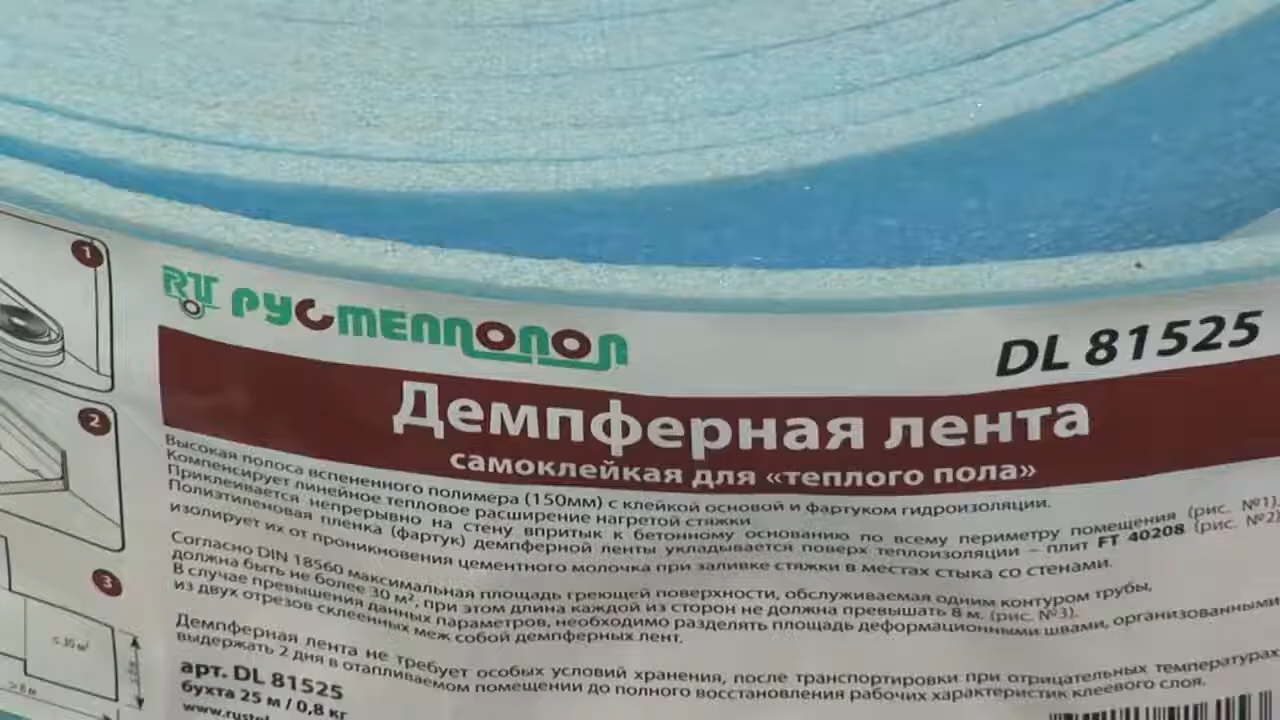 1
2
3
RT РУСТЕПЛОПОЛ
DL 81525
Демпферная лента
самоклейкая для «теплого пола»
Высокая полоса вспененного полимера (150мм) с клейкой основой и фартуком гидроизоляции.
Компенсирует линейное тепловое расширение нагретой стяжки
Приклеивается непрерывно на стену впритык к бетонному основанию по всему периметру помещения (рис. №1).
Полиэтиленовая пленка (фартук) демпферной ленты укладывается поверх теплоизоляции – плит FT 40208 (рис. №2)
изолирует их от проникновения цементного молочка при заливке стяжки в местах стыка со стенами.
Согласно DIN 18560 максимальная площадь греющей поверхности, обслуживаемая одним контуром трубы,
должна быть не более 30 м², при этом длина каждой из сторон не должна превышать 8 м. (рис. №3).
В случае превышения данных параметров, необходимо разделять площадь деформационными швами, организованными
из двух отрезов склеенных меж собой демпферных лент.
Демпферная лента не требует особых условий хранения, после транспортировки при отрицательных температурах
выдержать 2 дня в отапливаемом помещении до полного восстановления рабочих характеристик клеевого слоя.
арт. DL 81525
бухта 25 м / 0,8 кг